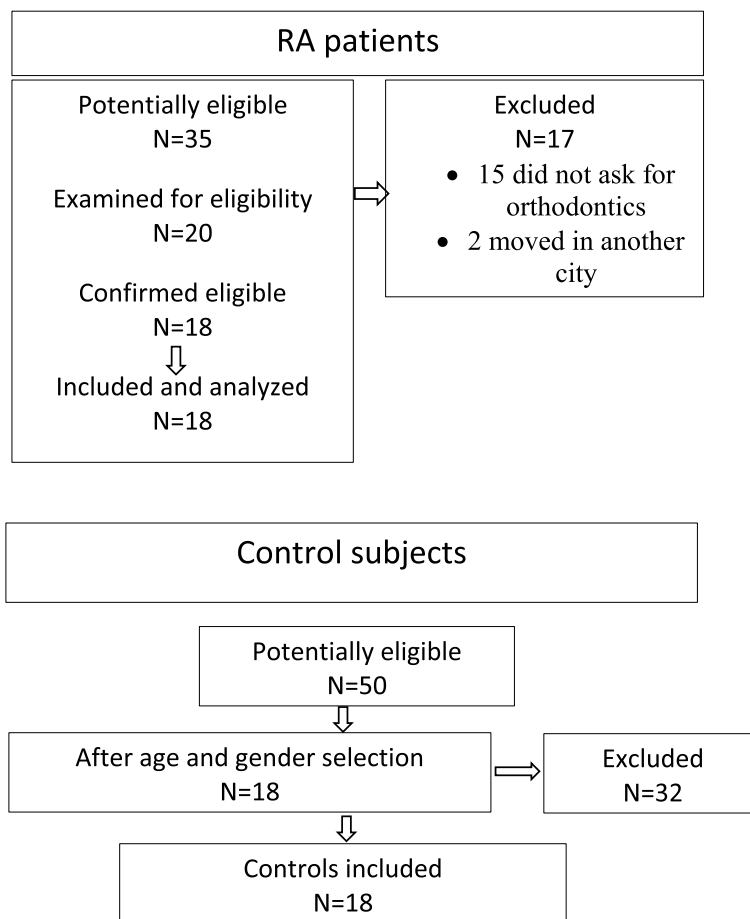 RA patients
Potentially eligible
N=35
Examined for eligibility
N=20
Confirmed eligible
N=18
Included and analyzed
N=18
Excluded
N=17
• 15 did not ask for
orthodontics
• 2 moved in another
city
Control subjects
Potentially eligible
N=50
After age and gender selection
N=18
Excluded
N=32
Controls included
N=18